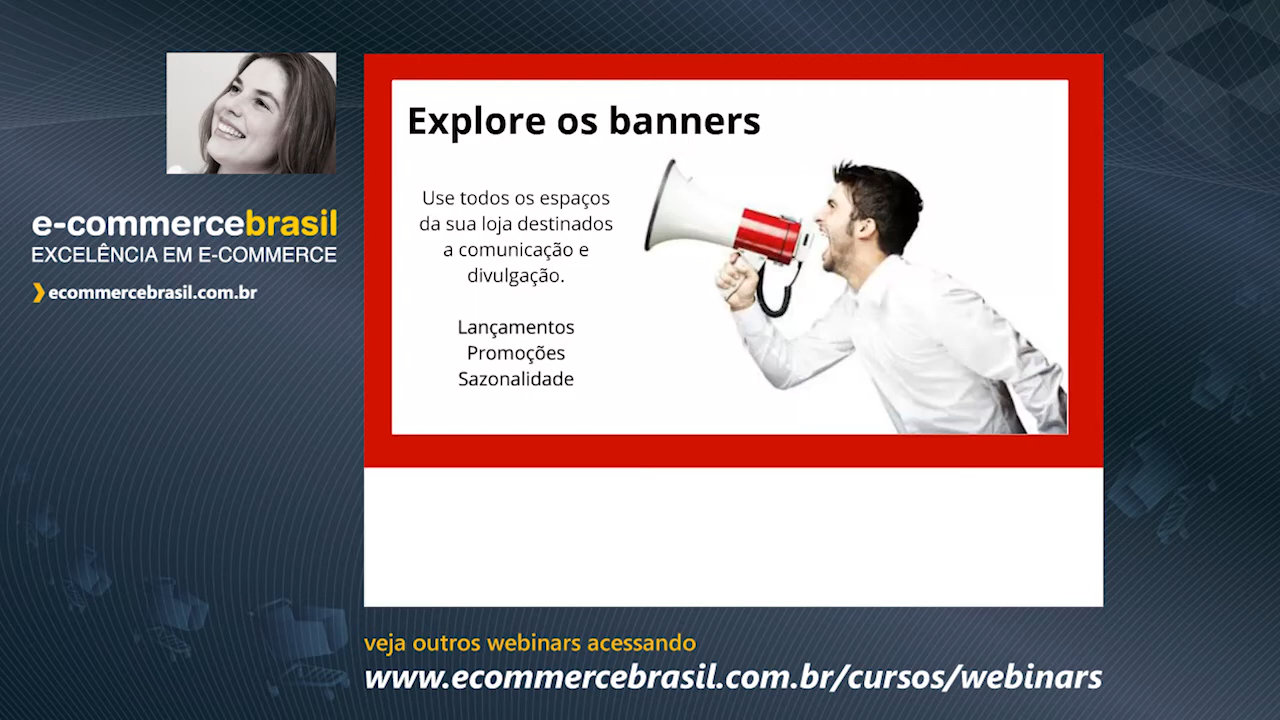 e-commercebrasil
EXCELÊNCIA EM E-COMMERCE
ecommercebrasil.com.br
Explore os banners
Use todos os espaços
da sua loja destinados
a comunicação e
divulgação.
Lançamentos
Promoções
Sazonalidade
veja outros webinars acessando
www.ecommercebrasil.com.br/cursos/webinars